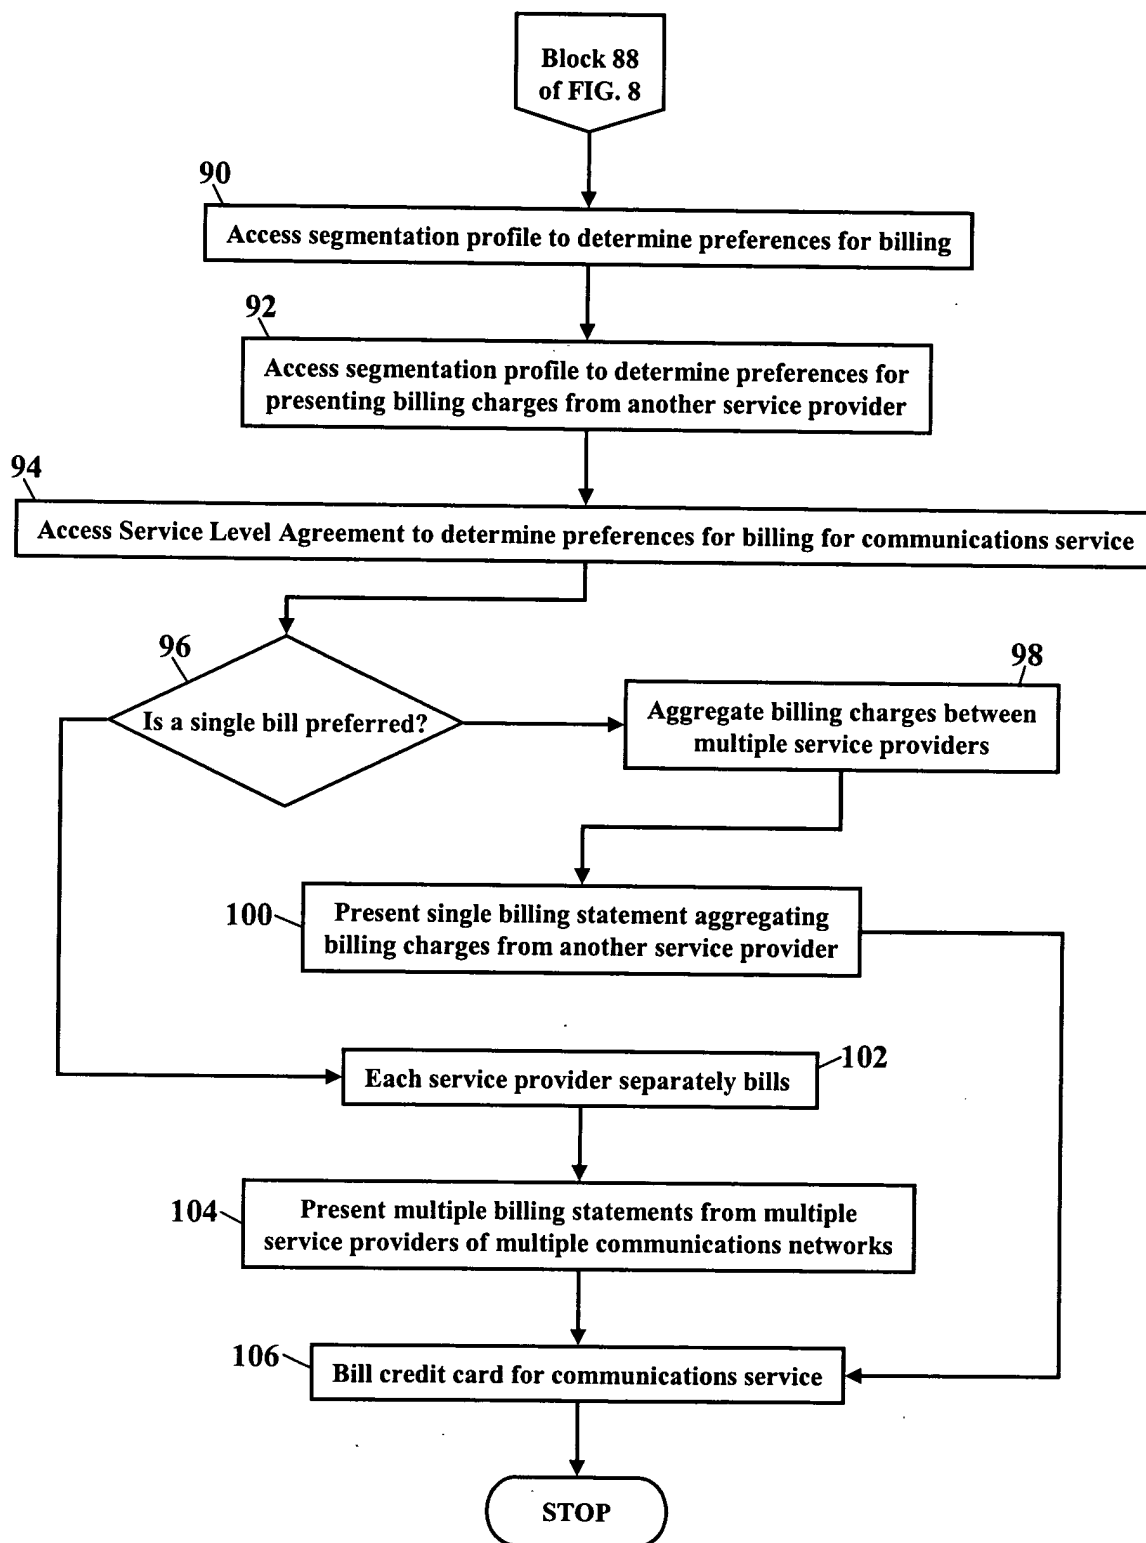 Block 88
of FIG. 8
90
Access segmentation profile to determine preferences for billing
92
Access segmentation profile to determine preferences for
presenting billing charges from another service provider
94
Access Service Level Agreement to determine preferences for billing for communications service
96
Is a single bill preferred?
98
Aggregate billing charges between
multiple service providers
100
Present single billing statement aggregating
billing charges from another service provider
102
Each service provider separately bills
104
Present multiple billing statements from multiple
service providers of multiple communications networks
106
Bill credit card for communications service
STOP